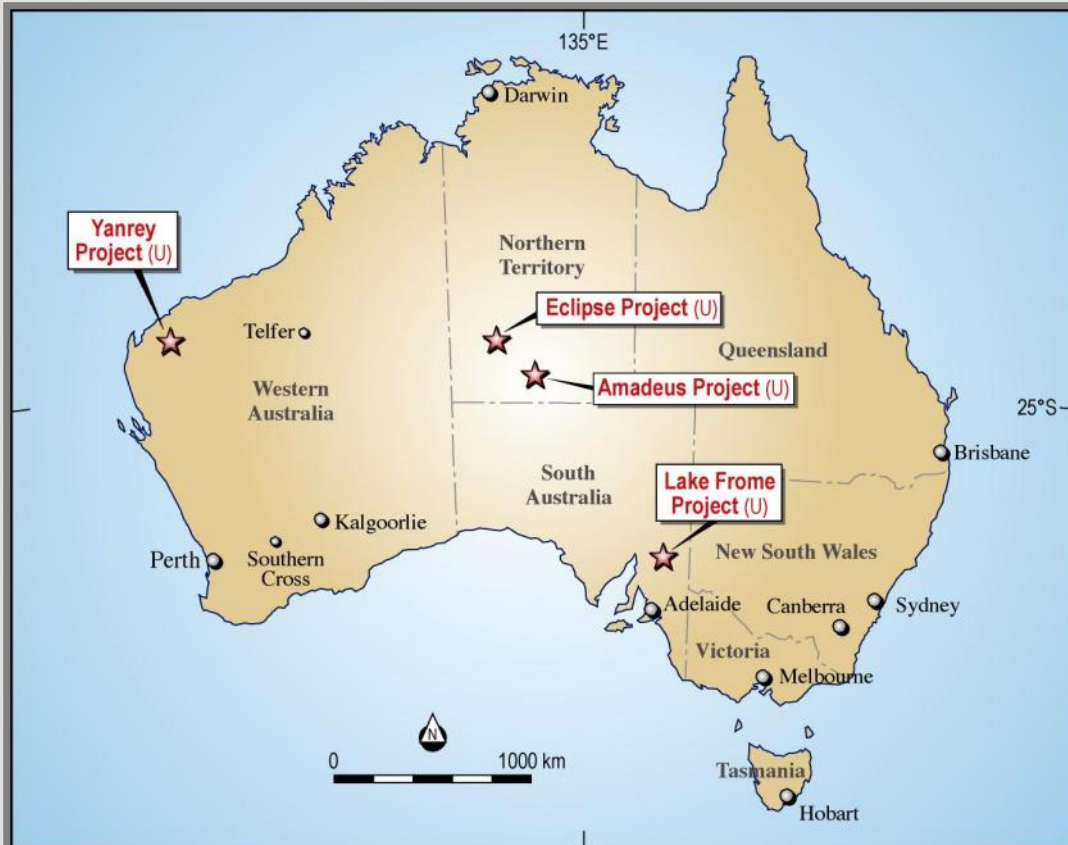 135°E
Darwin
Yanrey
Project (U)
Northern
Territory
Eclipse Project (U)
Telfer
Queensland
Western
Australia
Amadeus Project (U)
25°S
Brisbane
South
Australia
Lake Frome
Project (U)
Kalgoorlie
New South Wales
Perth
Southern
Cross
Adelaide
Canberra
Sydney
Victoria
Melbourne
N
0
1000 km
Tasmania
Hobart